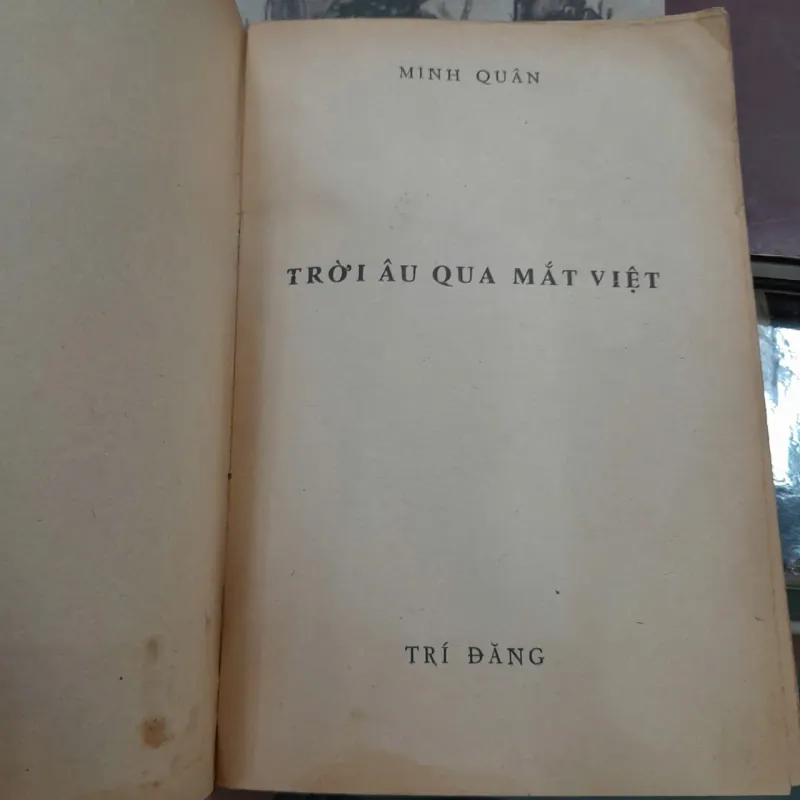 MINH QUÂN
TRỜI ÂU QUA MẮT VIỆT
TRÍ ĐĂNG